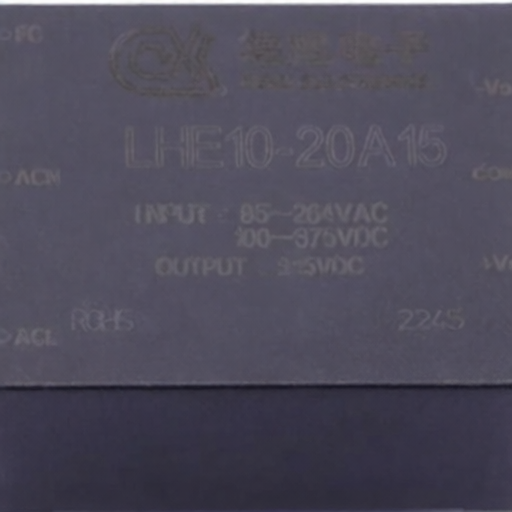 FG
-Vo
LHE10-20A15
ACN
COM
INPUT : 85~264VAC
100~375VDC
OUTPUT : ±15VDC
+Vo
ROHS
2245
ACL